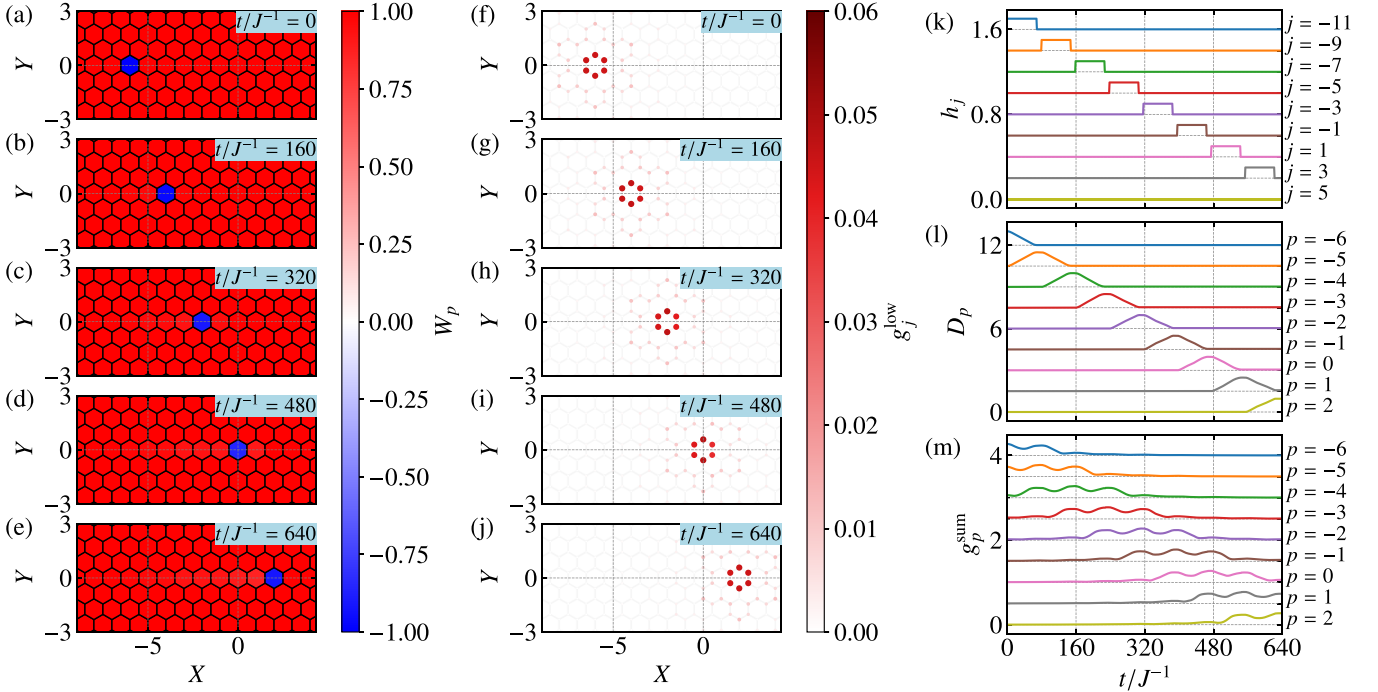 (a)
t/J⁻¹ = 0
3
0
−3
Y
(b)
t/J⁻¹ = 160
3
0
−3
Y
(c)
t/J⁻¹ = 320
3
0
−3
Y
(d)
t/J⁻¹ = 480
3
0
−3
Y
(e)
t/J⁻¹ = 640
3
0
−3
Y
−5
0
X
1.00
0.75
0.50
0.25
0.00
−0.25
−0.50
−0.75
−1.00
W_p
(f)
t/J⁻¹ = 0
3
0
−3
Y
(g)
t/J⁻¹ = 160
3
0
−3
Y
(h)
t/J⁻¹ = 320
3
0
−3
Y
(i)
t/J⁻¹ = 480
3
0
−3
Y
(j)
t/J⁻¹ = 640
3
0
−3
Y
−5
0
X
0.06
0.05
0.04
0.03
0.02
0.01
0.00
g_j^low
(k)
1.6
0.8
0.0
h_j
j = −11
j = −9
j = −7
j = −5
j = −3
j = −1
j = 1
j = 3
j = 5
(l)
12
6
0
D_p
p = −6
p = −5
p = −4
p = −3
p = −2
p = −1
p = 0
p = 1
p = 2
(m)
4
2
0
g_p^sum
p = −6
p = −5
p = −4
p = −3
p = −2
p = −1
p = 0
p = 1
p = 2
0
160
320
480
640
t/J⁻¹